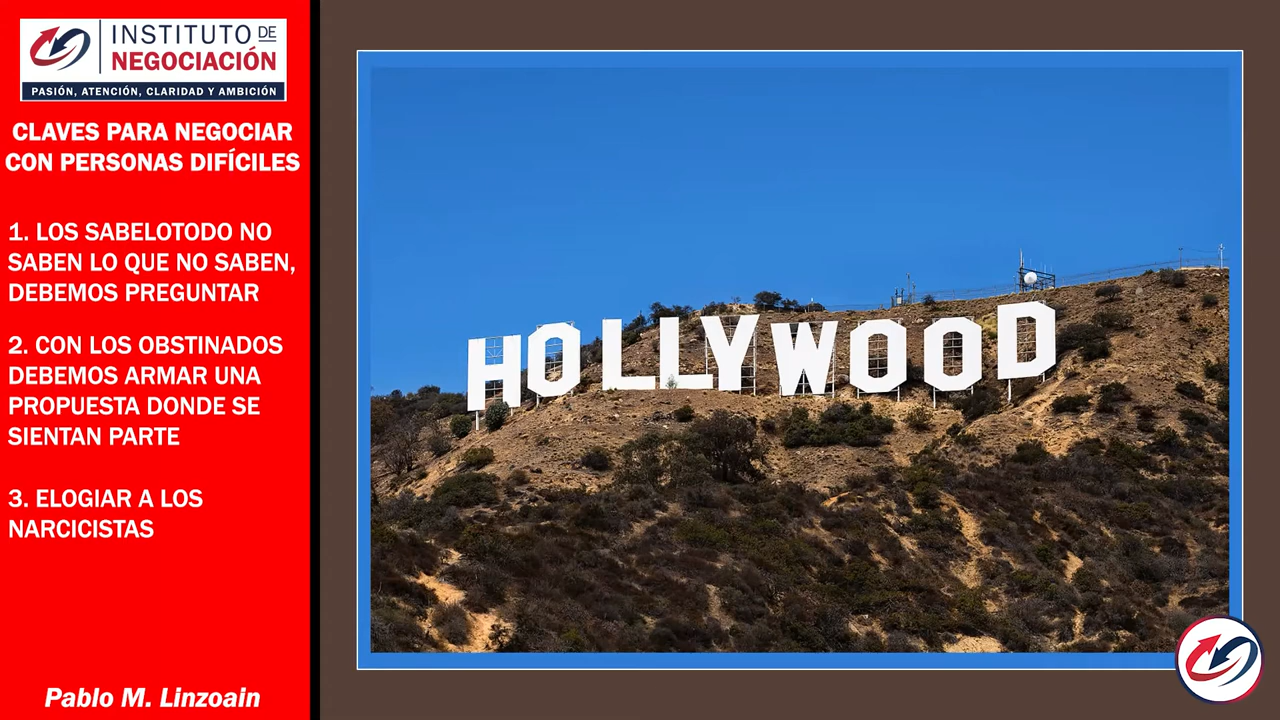 INSTITUTO DE
NEGOCIACIÓN
PASIÓN, ATENCIÓN, CLARIDAD Y AMBICIÓN
CLAVES PARA NEGOCIAR
CON PERSONAS DIFÍCILES
1. LOS SABELOTODO NO
SABEN LO QUE NO SABEN,
DEBEMOS PREGUNTAR
2. CON LOS OBSTINADOS
DEBEMOS ARMAR UNA
PROPUESTA DONDE SE
SIENTAN PARTE
3. ELOGIAR A LOS
NARCICISTAS
Pablo M. Linzoain
HOLLYWOOD